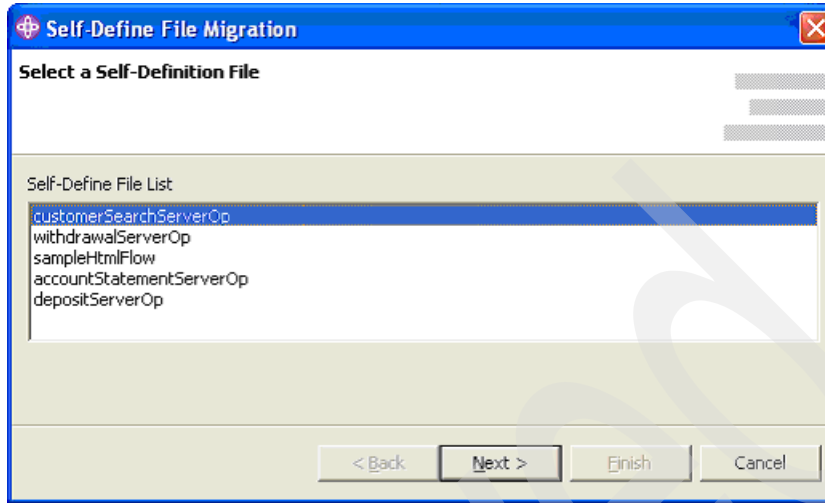 Self-Define File Migration
Select a Self-Definition File
Self-Define File List
customerSearchServerOp
withdrawalServerOp
sampleHtmlFlow
accountStatementServerOp
depositServerOp
< Back Next > Finish Cancel